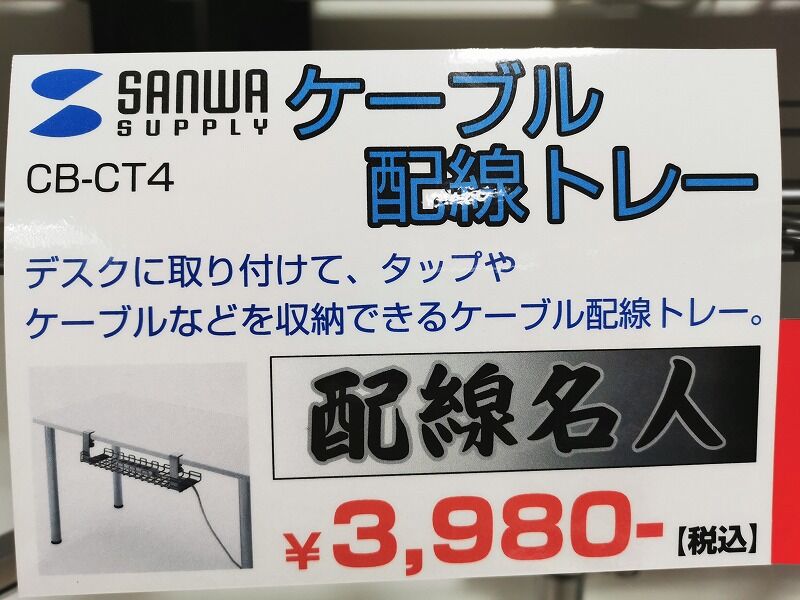 SANWA
SUPPLY
ケーブル
配線トレー
CB-CT4
デスクに取り付けて、タップや
ケーブルなどを収納できるケーブル配線トレー。
配線名人
¥3,980-【税込】